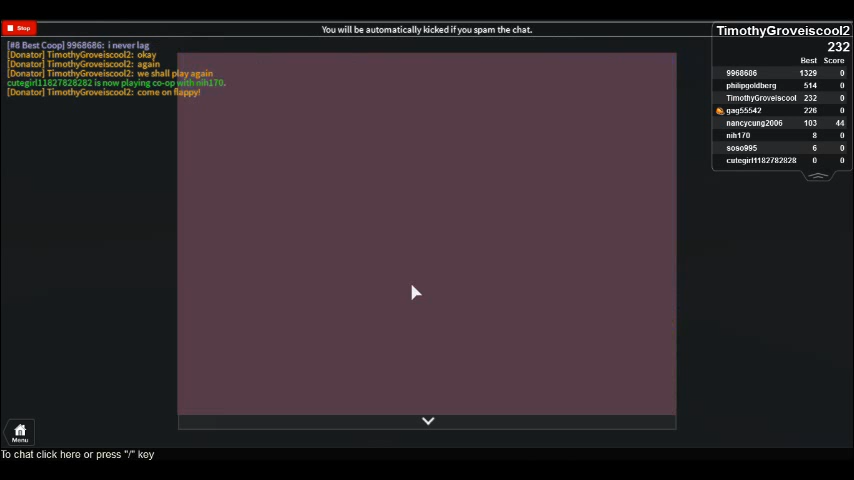 Stop
You will be automatically kicked if you spam the chat.
TimothyGroveiscool2
232
Best Score
9968606 1329 0
philipgoldberg 514 0
TimothyGroveiscool 232 0
gag55542 226 0
nancycung2006 103 44
nih170 8 0
soso995 6 0
cutegirl1182782828 0 0
[#8 Best Coop] 9968686: i never lag
[Donator] TimothyGroveiscool2: okay
[Donator] TimothyGroveiscool2: again
[Donator] TimothyGroveiscool2: we shall play again
cutegirl11827828282 is now playing co-op with nih170.
[Donator] TimothyGroveiscool2: come on flappy!
Menu
To chat click here or press "/" key